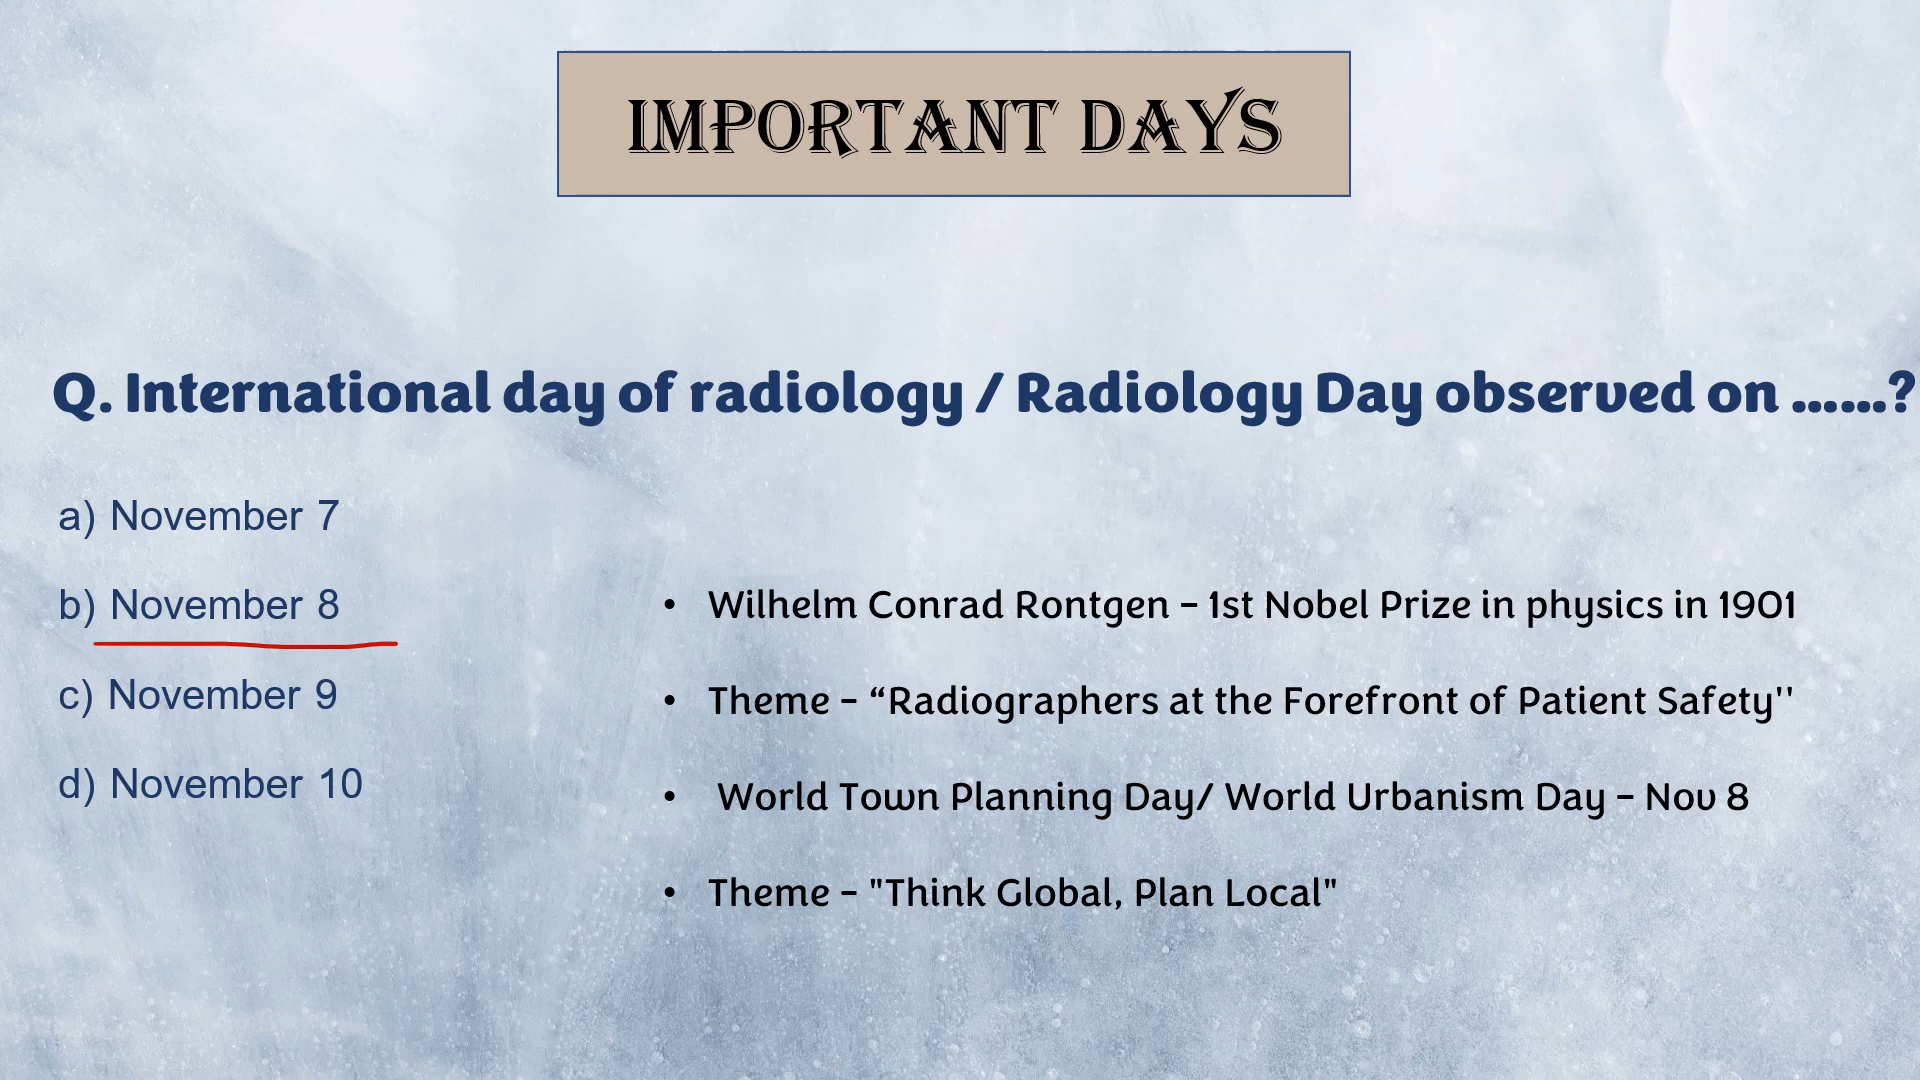 IMPORTANT DAYS
Q. International day of radiology / Radiology Day observed on ......?
a) November 7
b) November 8
c) November 9
d) November 10
• Wilhelm Conrad Rontgen – 1st Nobel Prize in physics in 1901
• Theme – “Radiographers at the Forefront of Patient Safety''
• World Town Planning Day/ World Urbanism Day – Nov 8
• Theme – "Think Global, Plan Local"